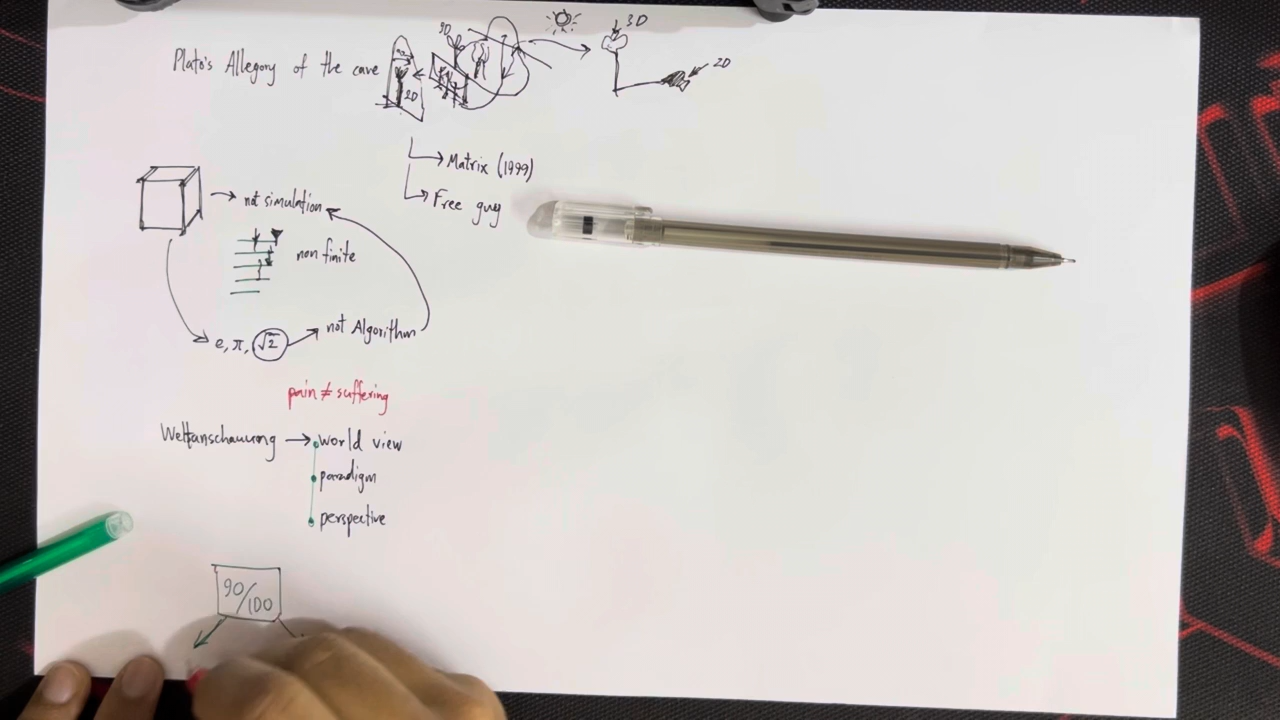 3D
3D
Plato's Allegory of the cave
2D
2D
Matrix (1999)
Free guy
not simulation
non finite
not Algorithm
e, π, √2
pain ≠ suffering
Weltanschauung → world view
paradigm
perspective
90/100